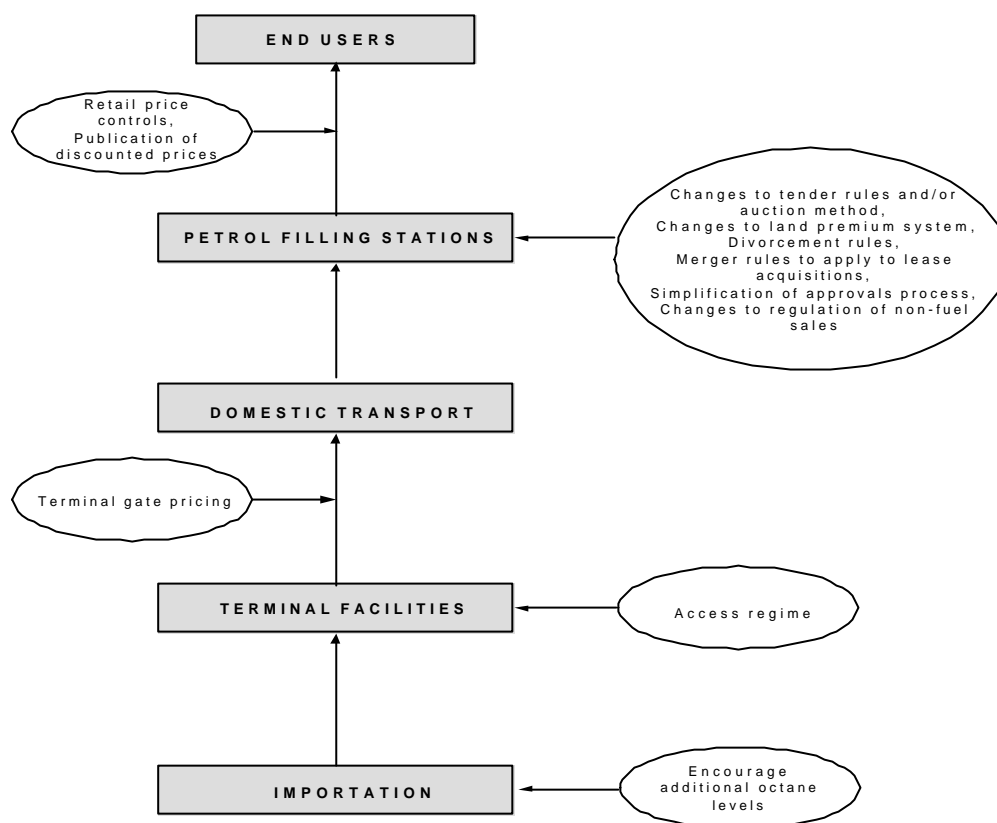 END USERS
Retail price
controls,
Publication of
discounted prices
Changes to tender rules and/or
auction method,
Changes to land premium system,
Divorcement rules,
Merger rules to apply to lease
acquisitions,
Simplification of approvals process,
Changes to regulation of non-fuel
sales
PETROL FILLING STATIONS
DOMESTIC TRANSPORT
Terminal gate pricing
TERMINAL FACILITIES
Access regime
Encourage
additional octane
levels
IMPORTATION